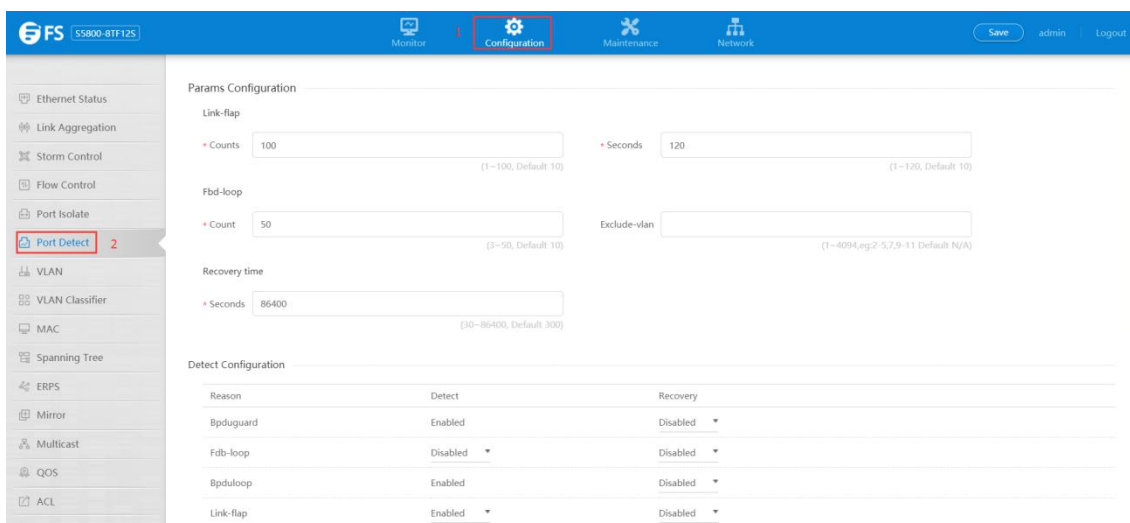 FS S5800-8TF12S
Monitor
1
Configuration
Maintenance
Network
Save admin Logout
Ethernet Status
Link Aggregation
Storm Control
Flow Control
Port Isolate
Port Detect 2
VLAN
VLAN Classifier
MAC
Spanning Tree
ERPS
Mirror
Multicast
QOS
ACL
Params Configuration
Link-flap
* Counts 100 * Seconds 120
(1~100, Default 10) (1~120, Default 10)
Fbd-loop
* Count 50 Exclude-vlan
(3~50, Default 10) (1~4094,eg:2-5,7,9-11 Default N/A)
Recovery time
* Seconds 86400
(30~86400, Default 300)
Detect Configuration
Reason Detect Recovery
Bpduguard Enabled Disabled
Fdb-loop Disabled Disabled
Bpduloop Enabled Disabled
Link-flap Enabled Disabled